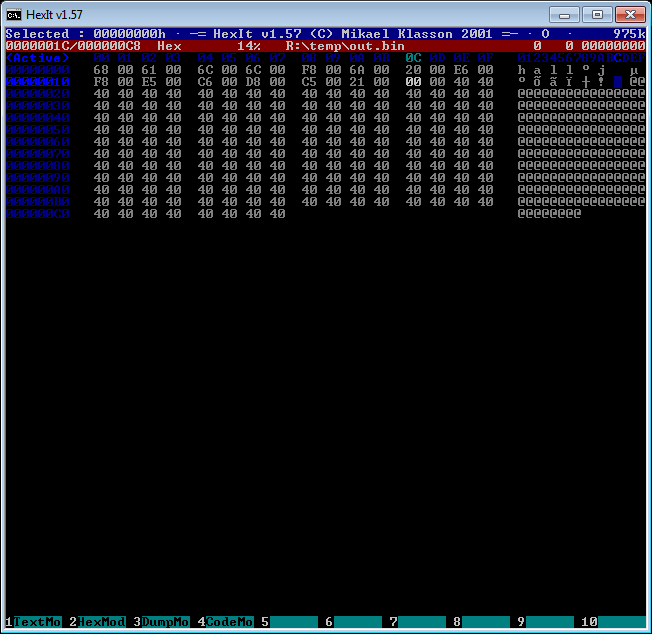 HexIt v1.57
Selected : 00000000h · -= HexIt v1.57 (C) Mikael Klasson 2001 =- · O · 975k
0000001C/000000C8 Hex 14% R:\temp\out.bin 0 0 00000000
(Active) 00 01 02 03 04 05 06 07 08 09 0A 0B 0C 0D 0E 0F 0123456789ABCDEF
00000000 68 00 61 00 6C 00 6C 00 F8 00 6A 00 20 00 E6 00 h a l l ° j µ
00000010 F8 00 E5 00 C6 00 D8 00 C5 00 21 00 00 00 40 40 ! @@
00000020 40 40 40 40 40 40 40 40 40 40 40 40 40 40 40 40 @@@@@@@@@@@@@@@@
00000030 40 40 40 40 40 40 40 40 40 40 40 40 40 40 40 40 @@@@@@@@@@@@@@@@
00000040 40 40 40 40 40 40 40 40 40 40 40 40 40 40 40 40 @@@@@@@@@@@@@@@@
00000050 40 40 40 40 40 40 40 40 40 40 40 40 40 40 40 40 @@@@@@@@@@@@@@@@
00000060 40 40 40 40 40 40 40 40 40 40 40 40 40 40 40 40 @@@@@@@@@@@@@@@@
00000070 40 40 40 40 40 40 40 40 40 40 40 40 40 40 40 40 @@@@@@@@@@@@@@@@
00000080 40 40 40 40 40 40 40 40 40 40 40 40 40 40 40 40 @@@@@@@@@@@@@@@@
00000090 40 40 40 40 40 40 40 40 40 40 40 40 40 40 40 40 @@@@@@@@@@@@@@@@
000000A0 40 40 40 40 40 40 40 40 40 40 40 40 40 40 40 40 @@@@@@@@@@@@@@@@
000000B0 40 40 40 40 40 40 40 40 40 40 40 40 40 40 40 40 @@@@@@@@@@@@@@@@
000000C0 40 40 40 40 40 40 40 40 @@@@@@@@
1TextMo 2HexMod 3DumpMo 4CodeMo 5 6 7 8 9 10